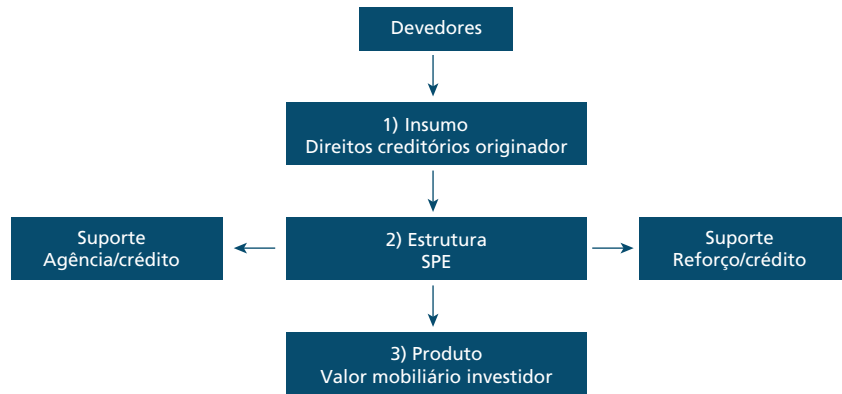 Devedores
1) Insumo
Direitos creditórios originador
Suporte
Agência/crédito
2) Estrutura
SPE
Suporte
Reforço/crédito
3) Produto
Valor mobiliário investidor